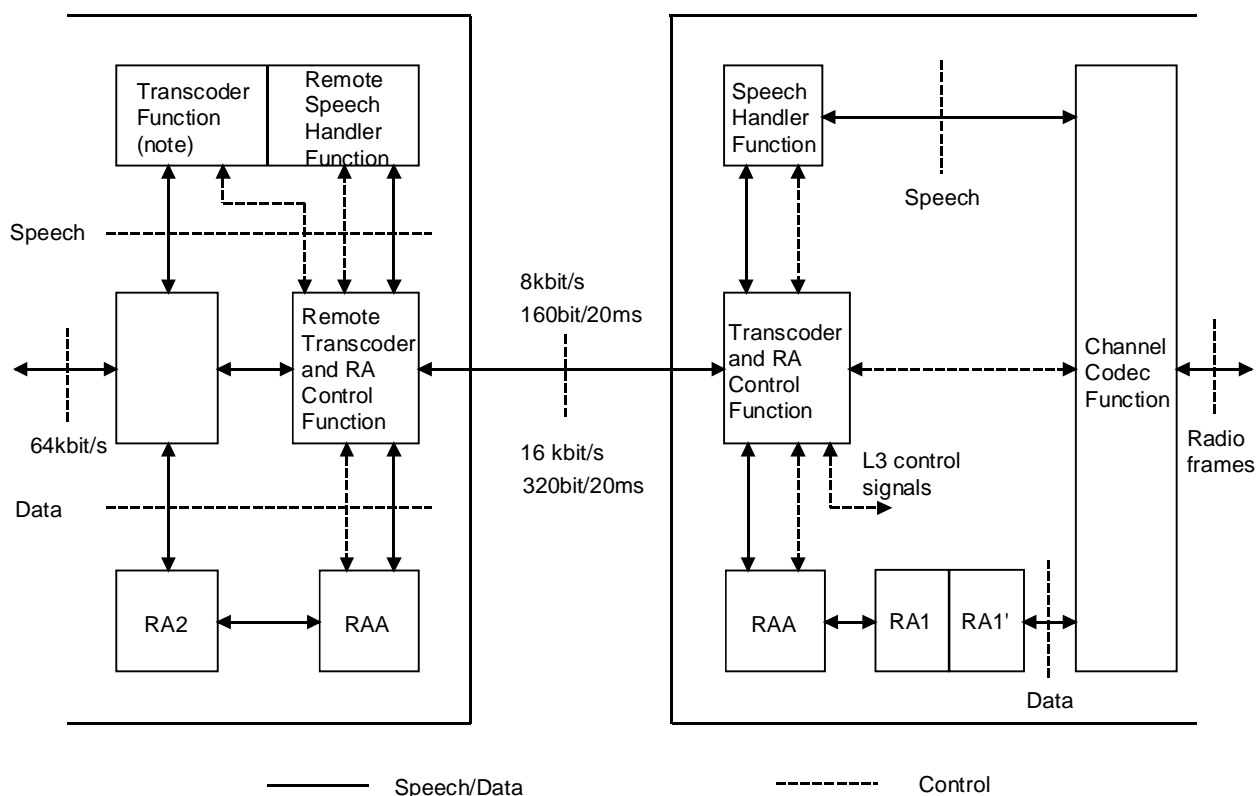 Transcoder
Function
(note)
Remote
Speech
Handler
Function
Speech
Handler
Function
Speech
Speech
8kbit/s
160bit/20ms
Remote
Transcoder
and RA
Control
Function
Transcoder
and RA
Control
Function
Channel
Codec
Function
64kbit/s
16 kbit/s
320bit/20ms
L3 control
signals
Radio
frames
Data
RA2
RAA
RAA
RA1
RA1'
Data
Speech/Data
Control